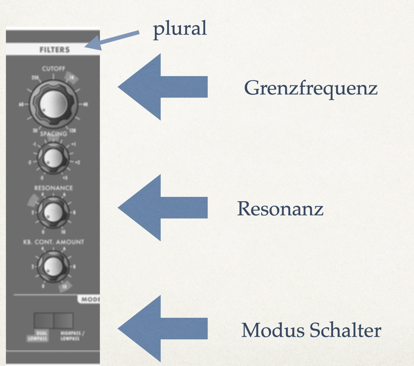 plural
FILTERS
CUTOFF
Grenzfrequenz
SPACING
RESONANCE
Resonanz
KB. CONT. AMOUNT
MODE
Modus Schalter
DUAL LOWPASS
HIGHPASS / LOWPASS